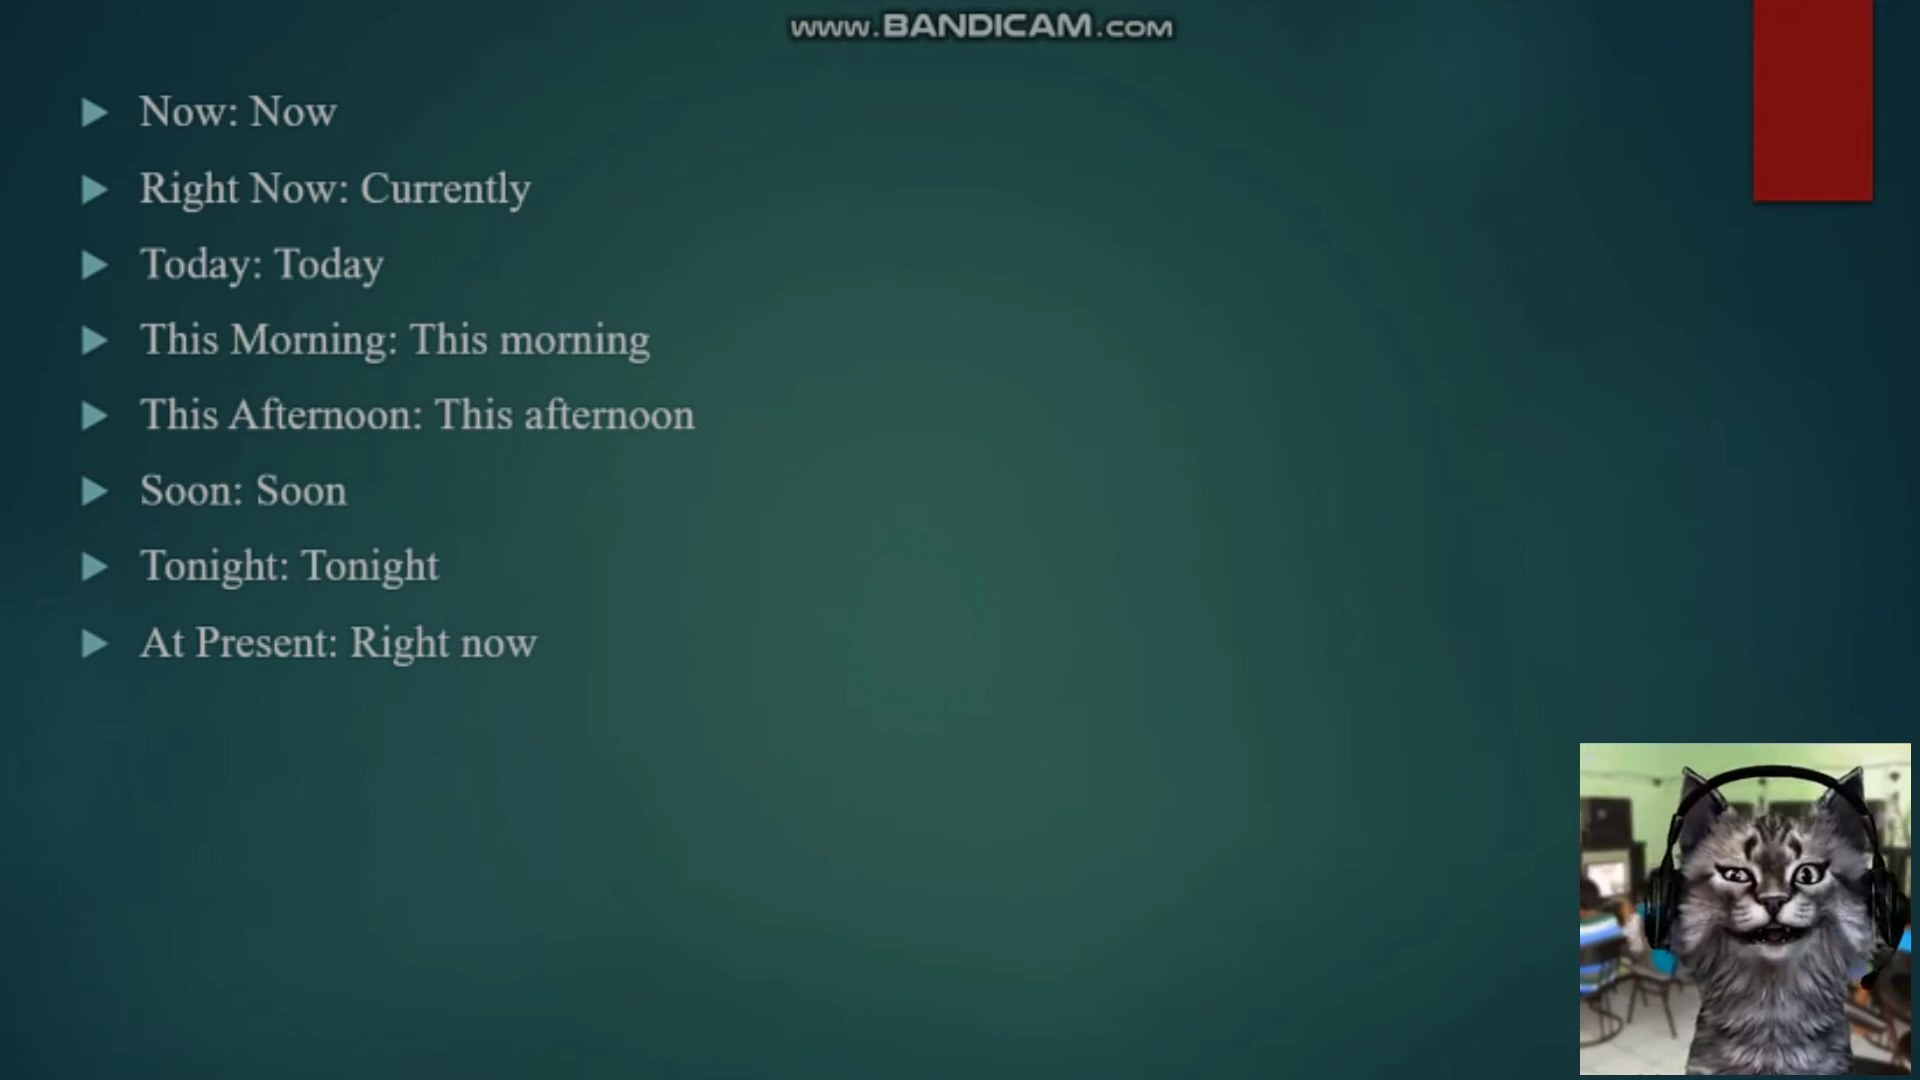 www.BANDICAM.com
Now: Now
Right Now: Currently
Today: Today
This Morning: This morning
This Afternoon: This afternoon
Soon: Soon
Tonight: Tonight
At Present: Right now